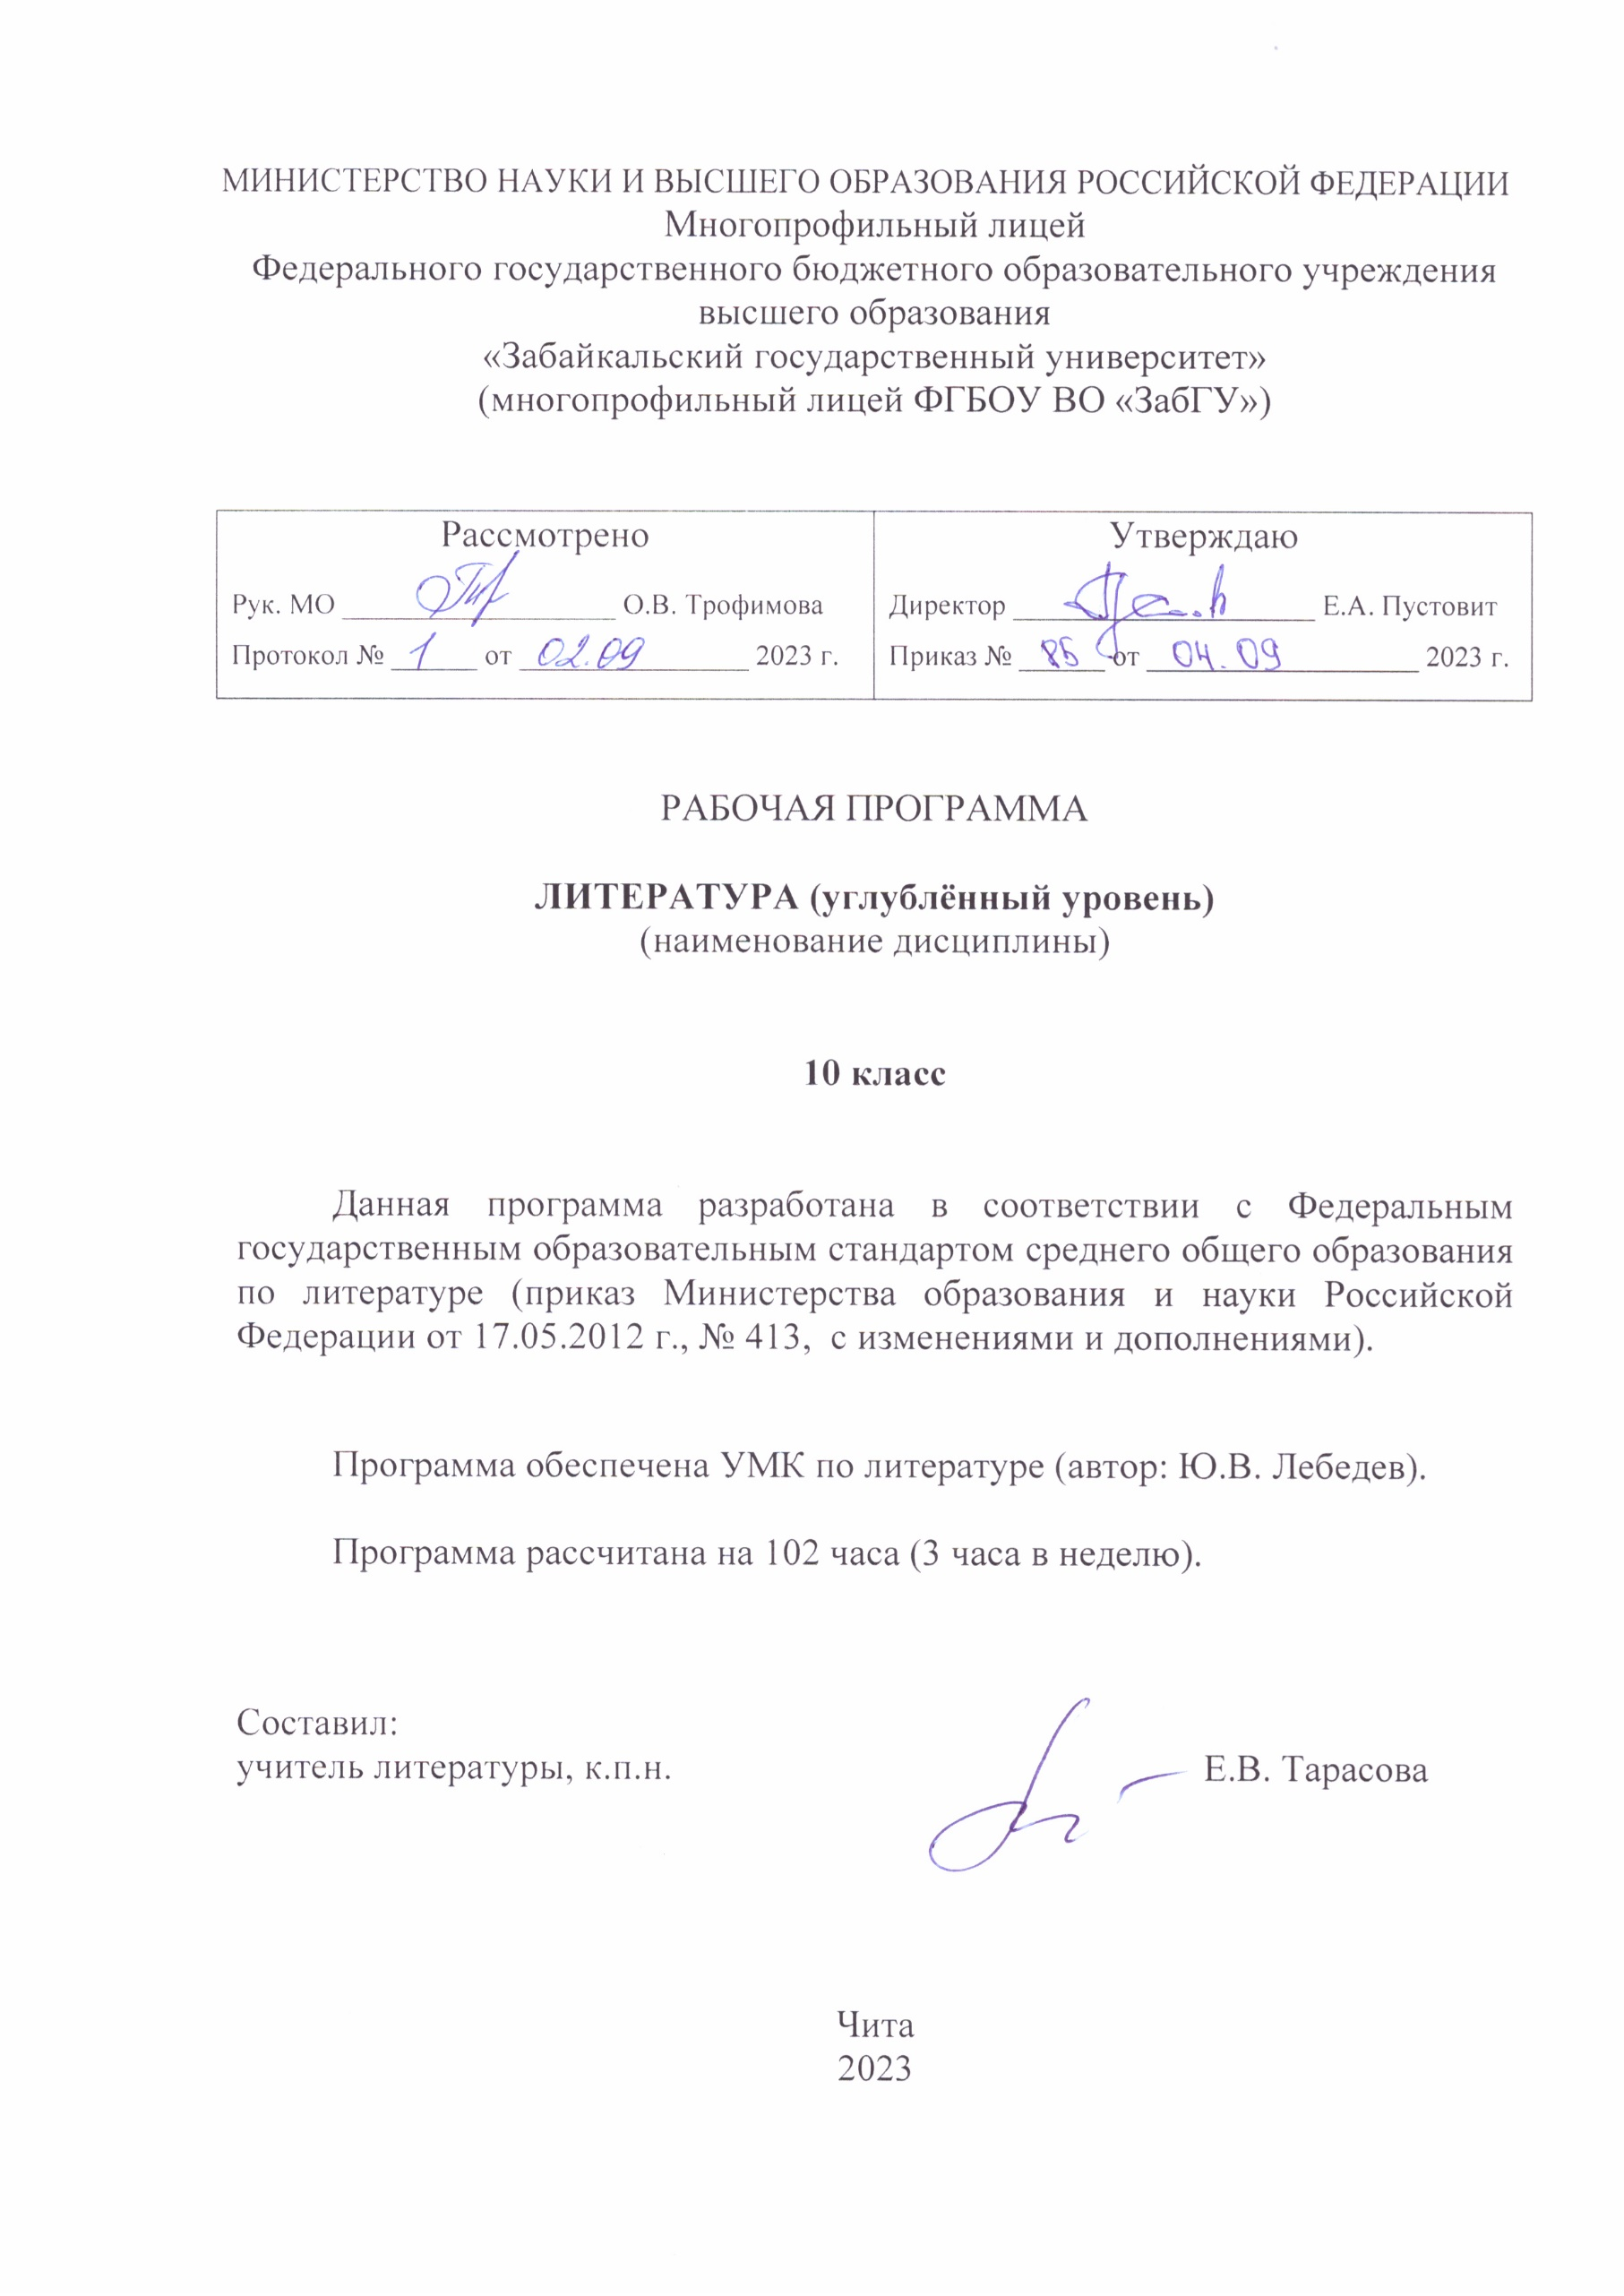 МИНИСТЕРСТВО НАУКИ И ВЫСШЕГО ОБРАЗОВАНИЯ РОССИЙСКОЙ ФЕДЕРАЦИИ
Многопрофильный лицей
Федерального государственного бюджетного образовательного учреждения
высшего образования
«Забайкальский государственный университет»
(многопрофильный лицей ФГБОУ ВО «ЗабГУ»)
Рассмотрено
Рук. МО ____________________ О.В. Трофимова
Протокол № 1 от 02.09 2023 г.
Утверждаю
Директор ____________________ Е.А. Пустовит
Приказ № 85 от 04.09 2023 г.
РАБОЧАЯ ПРОГРАММА
ЛИТЕРАТУРА (углублённый уровень)
(наименование дисциплины)
10 класс
Данная программа разработана в соответствии с Федеральным
государственным образовательным стандартом среднего общего образования
по литературе (приказ Министерства образования и науки Российской
Федерации от 17.05.2012 г., № 413, с изменениями и дополнениями).
Программа обеспечена УМК по литературе (автор: Ю.В. Лебедев).
Программа рассчитана на 102 часа (3 часа в неделю).
Составил:
учитель литературы, к.п.н. Е.В. Тарасова
Чита
2023